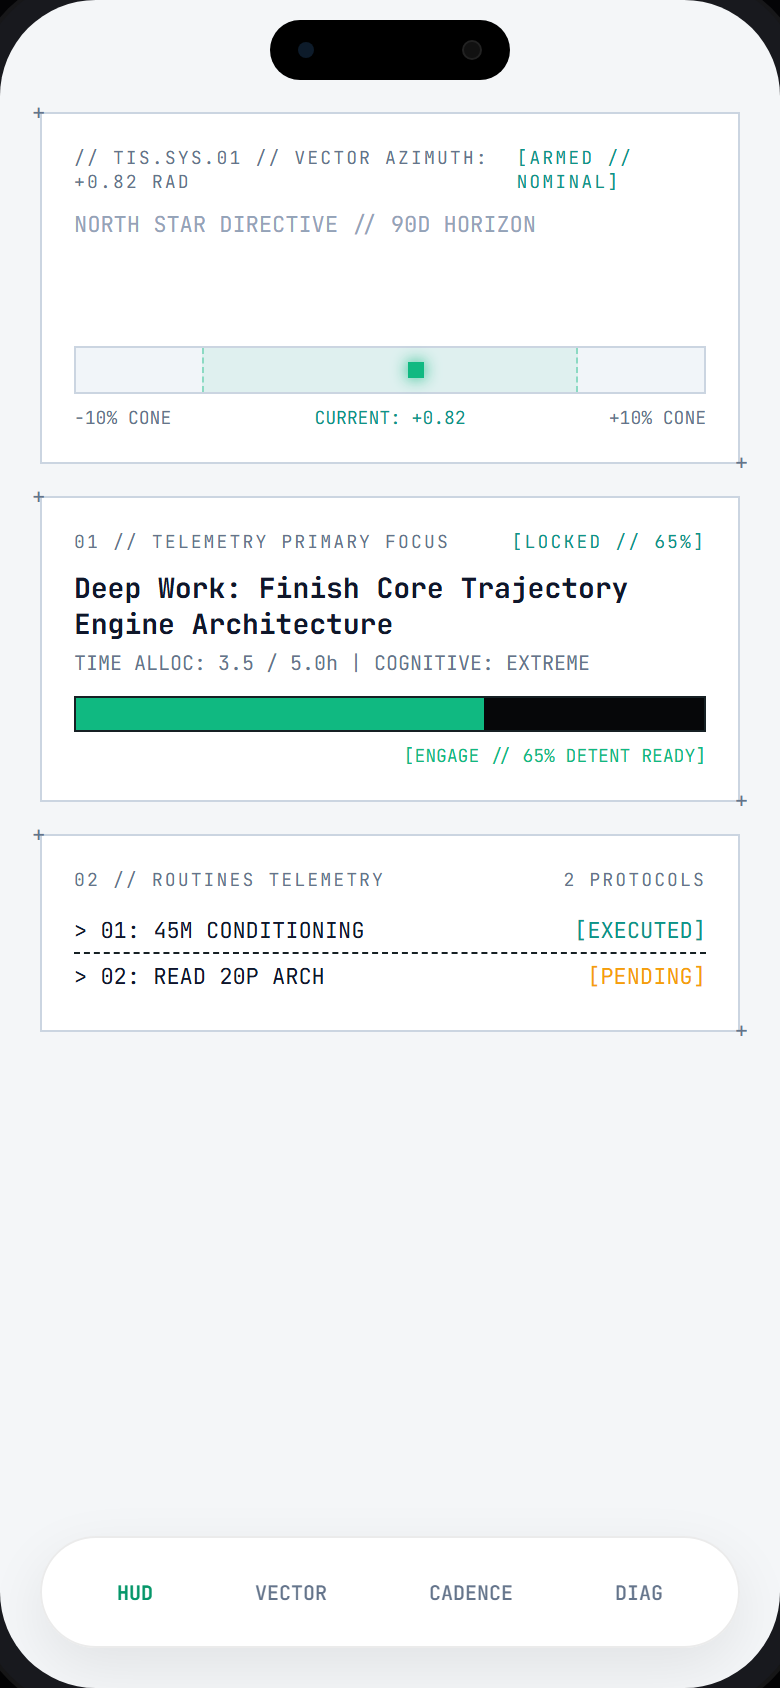 // TIS.SYS.01 // VECTOR AZIMUTH: [ARMED //
+0.82 RAD NOMINAL]
NORTH STAR DIRECTIVE // 90D HORIZON
-10% CONE CURRENT: +0.82 +10% CONE
01 // TELEMETRY PRIMARY FOCUS [LOCKED // 65%]
Deep Work: Finish Core Trajectory
Engine Architecture
TIME ALLOC: 3.5 / 5.0h | COGNITIVE: EXTREME
[ENGAGE // 65% DETENT READY]
02 // ROUTINES TELEMETRY 2 PROTOCOLS
> 01: 45M CONDITIONING [EXECUTED]
> 02: READ 20P ARCH [PENDING]
HUD VECTOR CADENCE DIAG